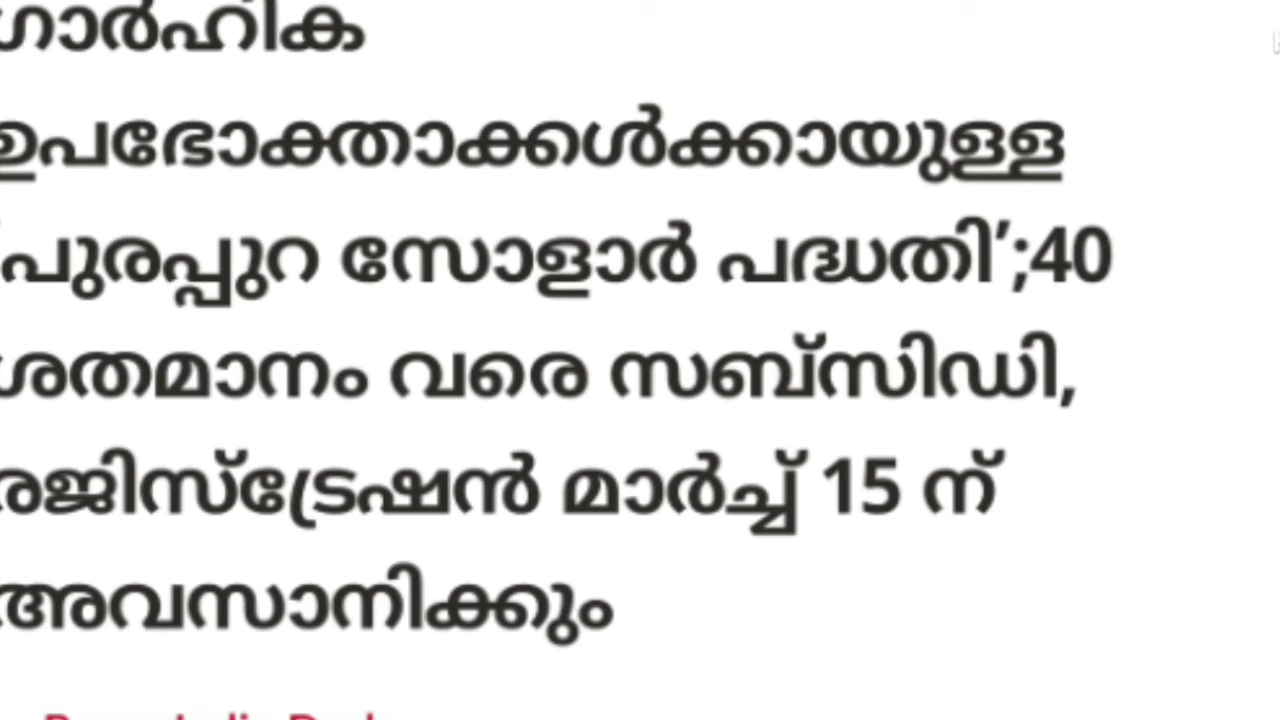 ഗാർഹിക
ഉപഭോക്താക്കൾക്കായുള്ള
'പുരപ്പുറ സോളാർ പദ്ധതി’;40
ശതമാനം വരെ സബ്സിഡി,
രജിസ്ട്രേഷൻ മാർച്ച് 15 ന്
അവസാനിക്കും